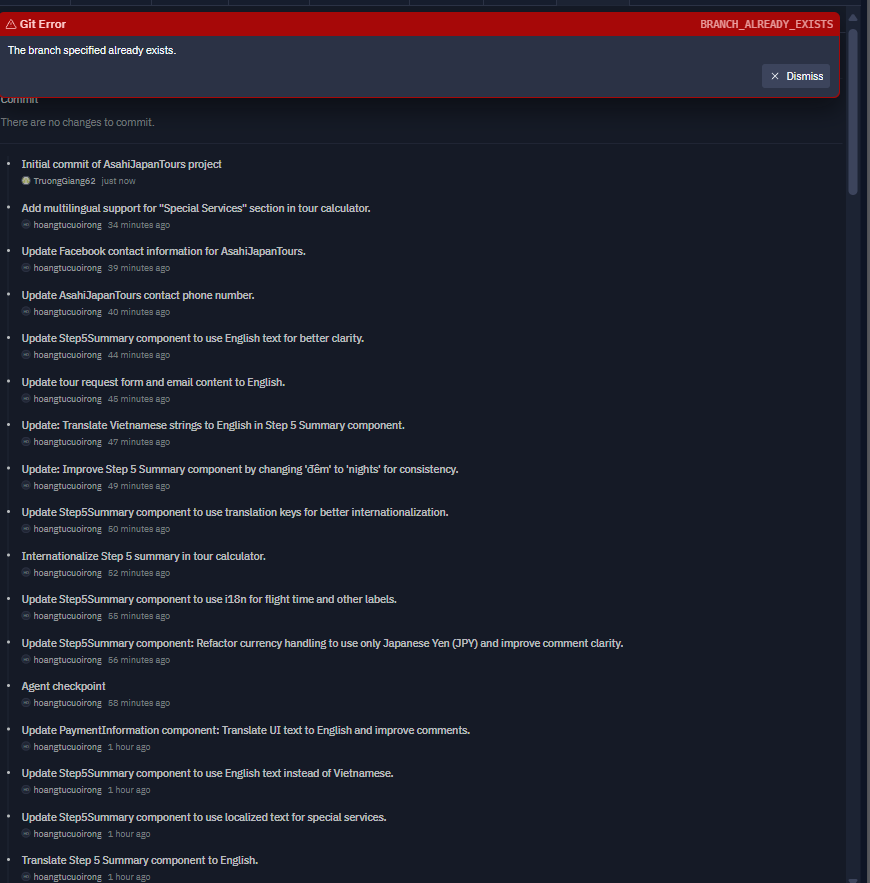 Git Error
BRANCH_ALREADY_EXISTS
The branch specified already exists.
Dismiss
Commit
There are no changes to commit.
Initial commit of AsahiJapanTours project
TruongGiang62 just now
Add multilingual support for "Special Services" section in tour calculator.
hoangtucuoirong 34 minutes ago
Update Facebook contact information for AsahiJapanTours.
hoangtucuoirong 39 minutes ago
Update AsahiJapanTours contact phone number.
hoangtucuoirong 40 minutes ago
Update Step5Summary component to use English text for better clarity.
hoangtucuoirong 44 minutes ago
Update tour request form and email content to English.
hoangtucuoirong 45 minutes ago
Update: Translate Vietnamese strings to English in Step 5 Summary component.
hoangtucuoirong 47 minutes ago
Update: Improve Step 5 Summary component by changing 'đêm' to 'nights' for consistency.
hoangtucuoirong 49 minutes ago
Update Step5Summary component to use translation keys for better internationalization.
hoangtucuoirong 50 minutes ago
Internationalize Step 5 summary in tour calculator.
hoangtucuoirong 52 minutes ago
Update Step5Summary component to use i18n for flight time and other labels.
hoangtucuoirong 55 minutes ago
Update Step5Summary component: Refactor currency handling to use only Japanese Yen (JPY) and improve comment clarity.
hoangtucuoirong 56 minutes ago
Agent checkpoint
hoangtucuoirong 58 minutes ago
Update PaymentInformation component: Translate UI text to English and improve comments.
hoangtucuoirong 1 hour ago
Update Step5Summary component to use English text instead of Vietnamese.
hoangtucuoirong 1 hour ago
Update Step5Summary component to use localized text for special services.
hoangtucuoirong 1 hour ago
Translate Step 5 Summary component to English.
hoangtucuoirong 1 hour ago